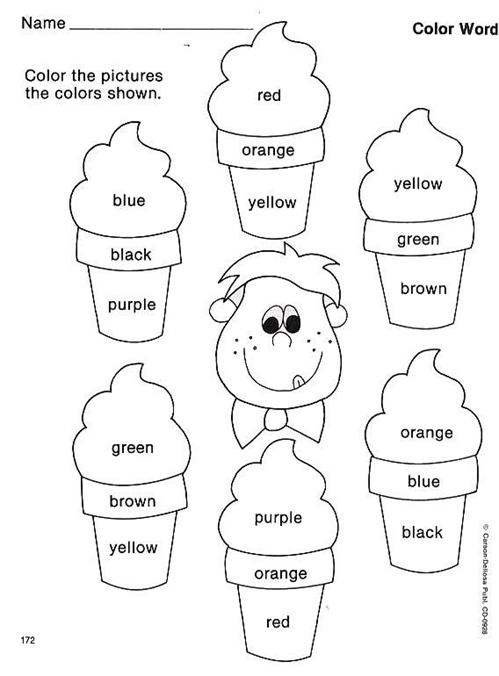 Name
Color Word
Color the pictures
the colors shown.
red
orange
yellow
blue
black
purple
yellow
green
brown
green
brown
yellow
orange
blue
black
purple
orange
red
172
© Carson-Dellosa Publ. CD-0928